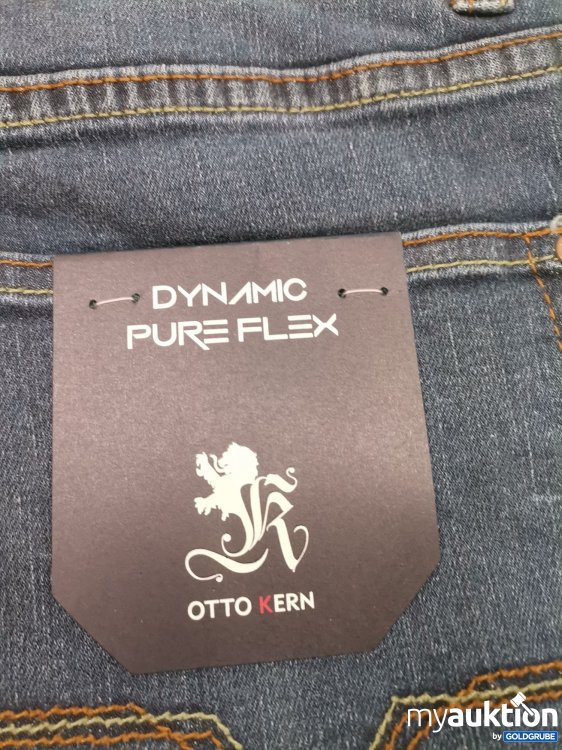 DYNAMIC
PURE FLEX
K
OTTO KERN
myauktion
by GOLDGRUBE